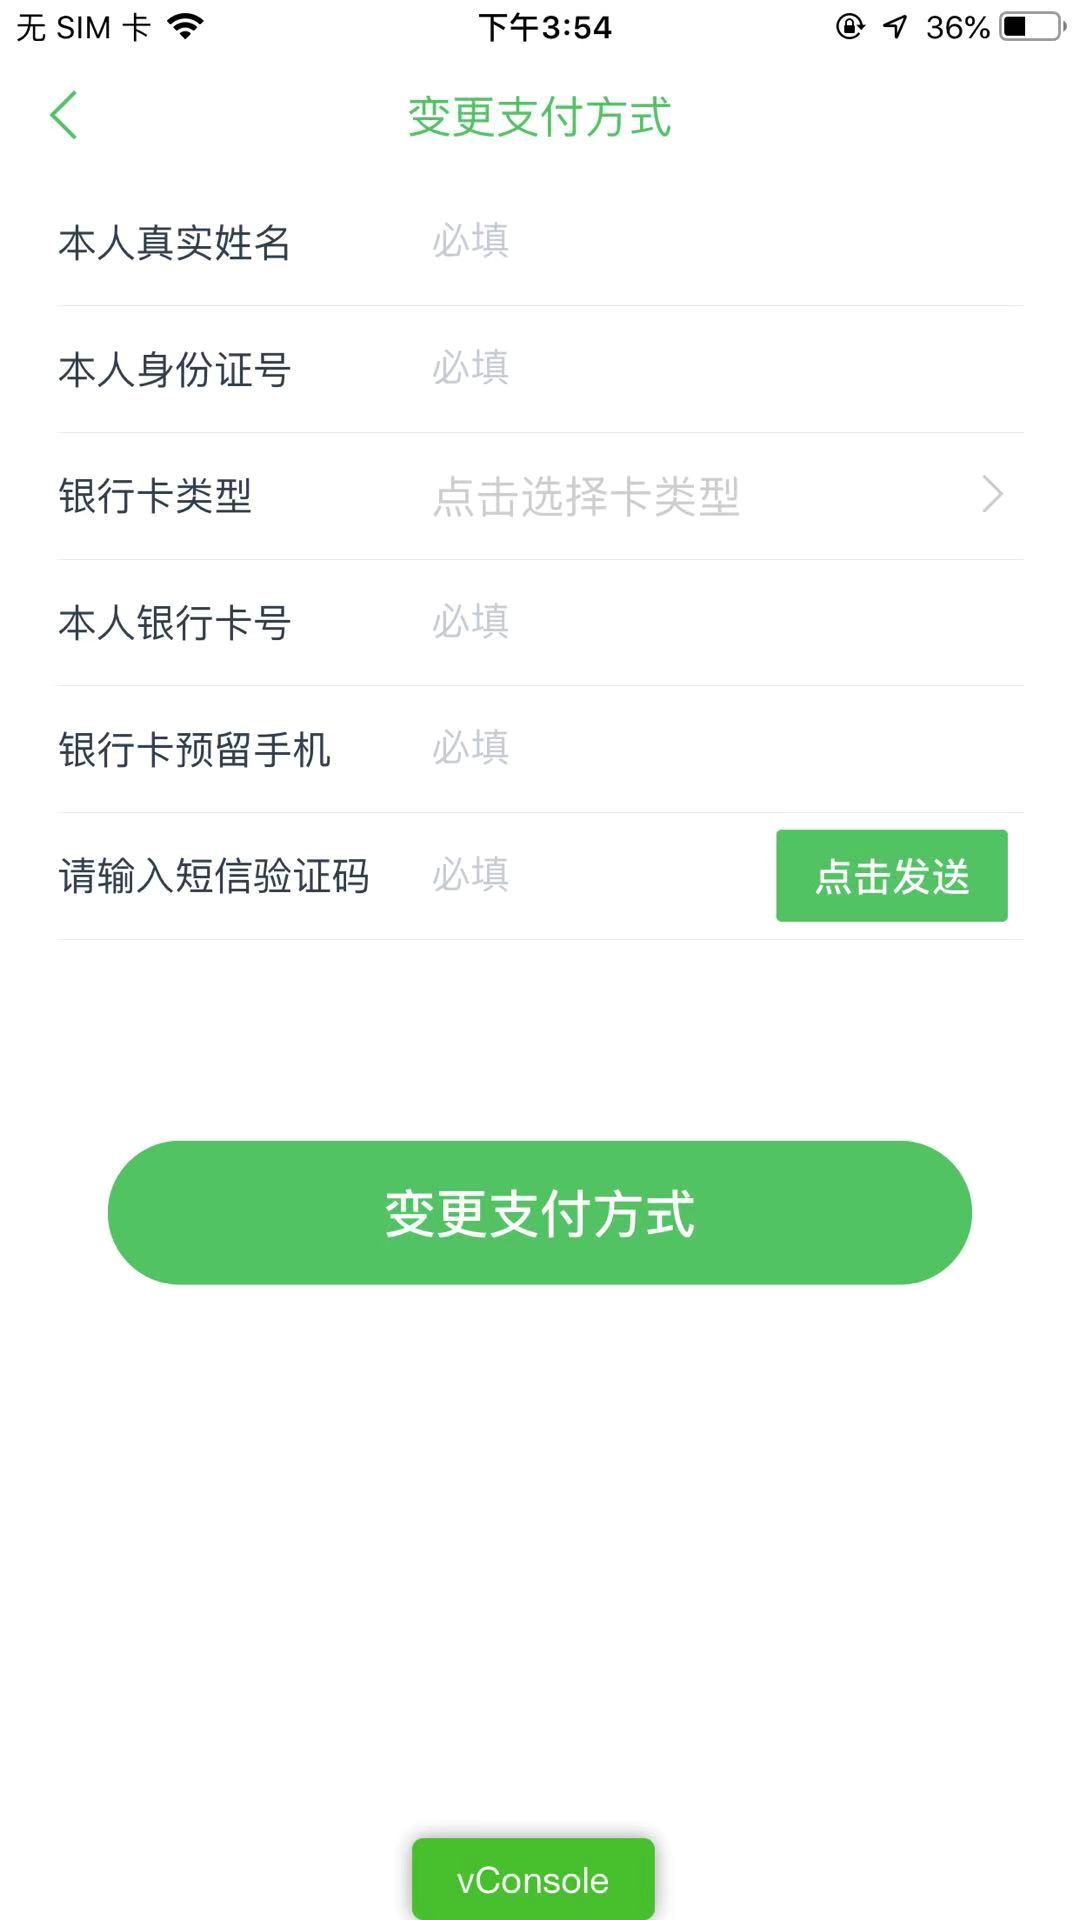 无 SIM 卡 下午3:54 36%
变更支付方式
本人真实姓名 必填
本人身份证号 必填
银行卡类型 点击选择卡类型
本人银行卡号 必填
银行卡预留手机 必填
请输入短信验证码 必填 点击发送
变更支付方式
vConsole